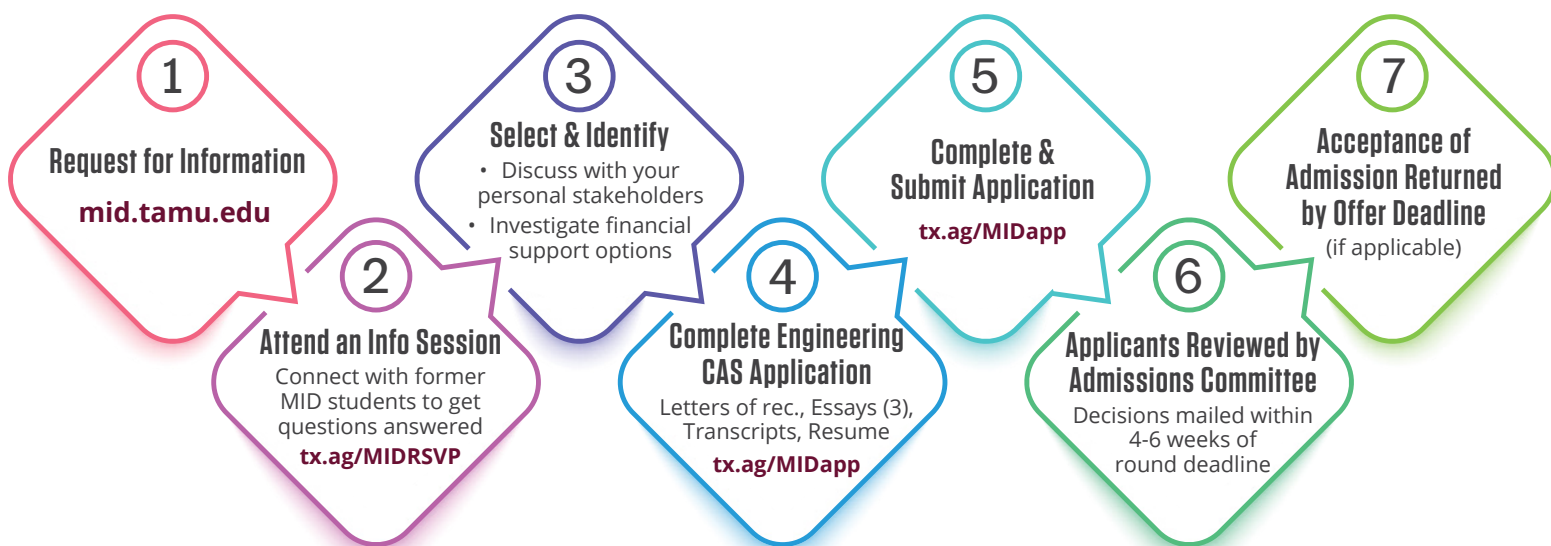 1
Request for Information
mid.tamu.edu
2
Attend an Info Session
Connect with former
MID students to get
questions answered
tx.ag/MIDRSVP
3
Select & Identify
• Discuss with your
personal stakeholders
• Investigate financial
support options
4
Complete Engineering
CAS Application
Letters of rec., Essays (3),
Transcripts, Resume
tx.ag/MIDapp
5
Complete &
Submit Application
tx.ag/MIDapp
6
Applicants Reviewed by
Admissions Committee
Decisions mailed within
4-6 weeks of
round deadline
7
Acceptance of
Admission Returned
by Offer Deadline
(if applicable)